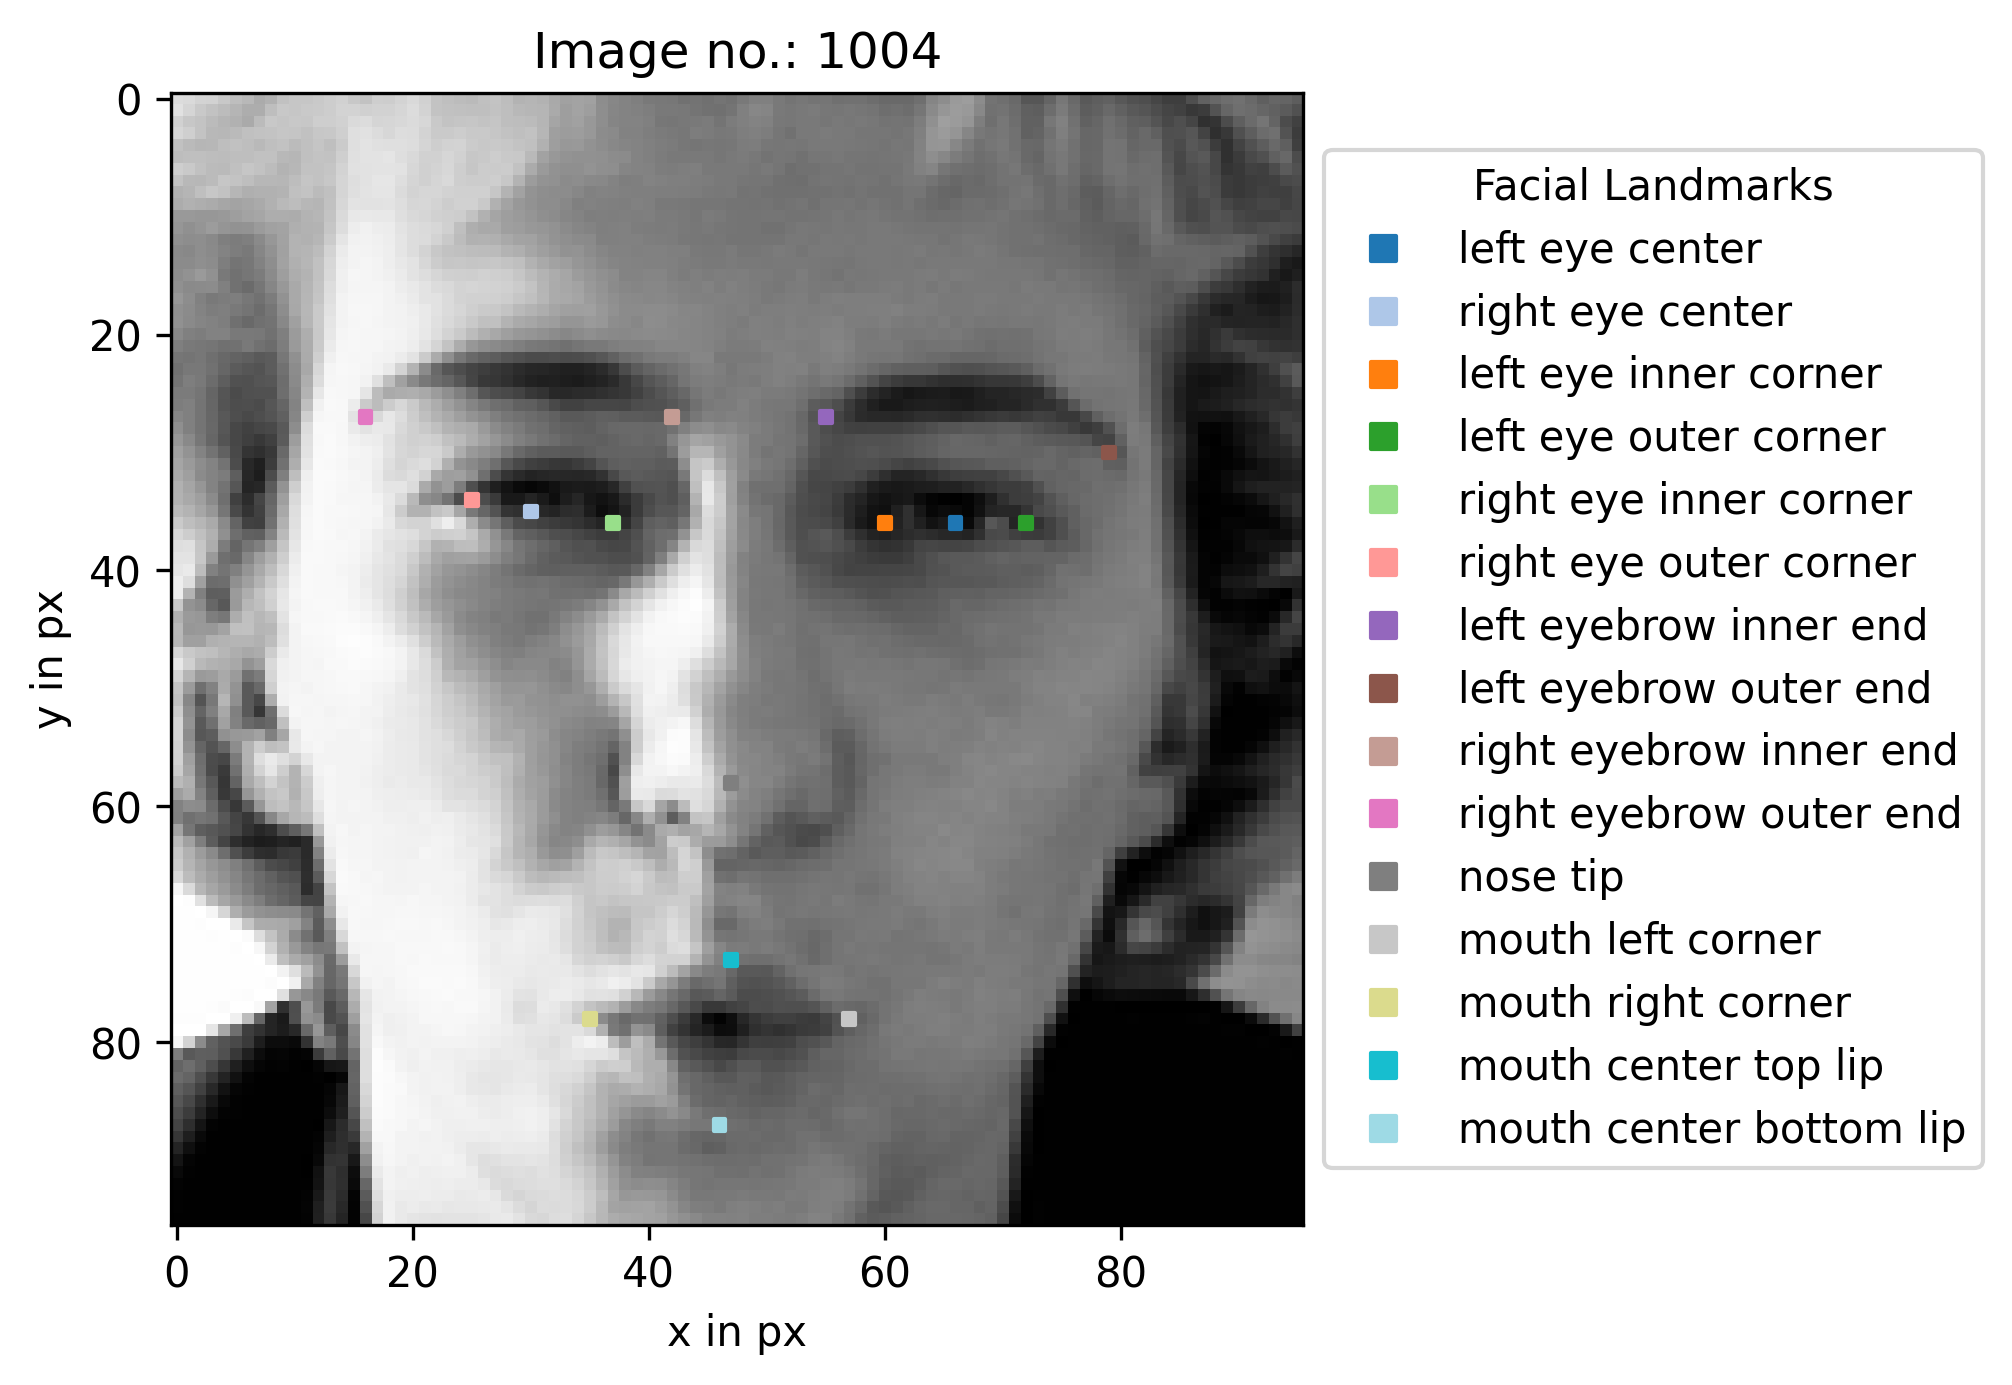 Image no.: 1004
0
20
40
60
80
y in px
0 20 40 60 80
x in px
Facial Landmarks
left eye center
right eye center
left eye inner corner
left eye outer corner
right eye inner corner
right eye outer corner
left eyebrow inner end
left eyebrow outer end
right eyebrow inner end
right eyebrow outer end
nose tip
mouth left corner
mouth right corner
mouth center top lip
mouth center bottom lip